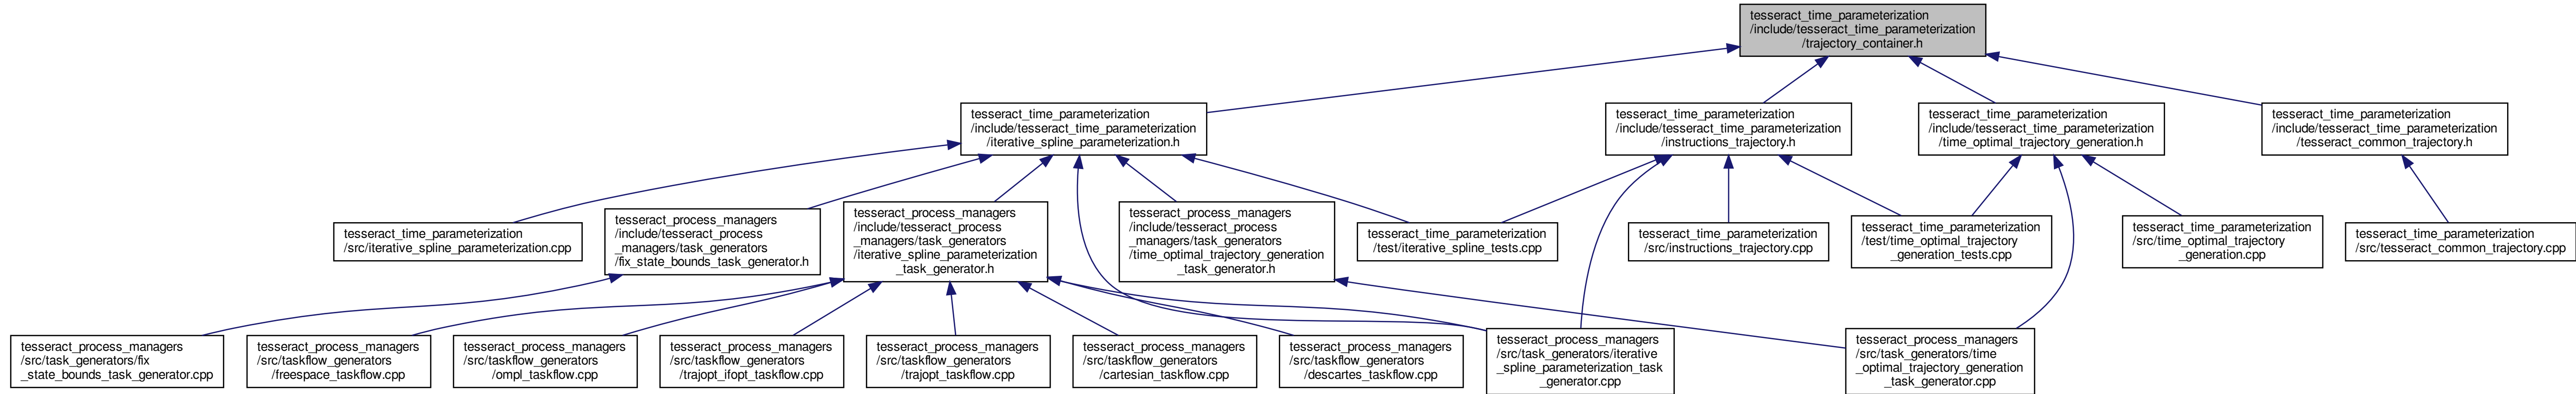 tesseract_time_parameterization
/include/tesseract_time_parameterization
/trajectory_container.h
tesseract_time_parameterization
/include/tesseract_time_parameterization
/iterative_spline_parameterization.h
tesseract_time_parameterization
/include/tesseract_time_parameterization
/instructions_trajectory.h
tesseract_time_parameterization
/include/tesseract_time_parameterization
/time_optimal_trajectory_generation.h
tesseract_time_parameterization
/include/tesseract_time_parameterization
/tesseract_common_trajectory.h
tesseract_time_parameterization
/src/iterative_spline_parameterization.cpp
tesseract_process_managers
/include/tesseract_process
_managers/task_generators
/fix_state_bounds_task_generator.h
tesseract_process_managers
/include/tesseract_process
_managers/task_generators
/iterative_spline_parameterization
_task_generator.h
tesseract_process_managers
/include/tesseract_process
_managers/task_generators
/time_optimal_trajectory_generation
_task_generator.h
tesseract_time_parameterization
/test/iterative_spline_tests.cpp
tesseract_time_parameterization
/src/instructions_trajectory.cpp
tesseract_time_parameterization
/test/time_optimal_trajectory
_generation_tests.cpp
tesseract_time_parameterization
/src/time_optimal_trajectory
_generation.cpp
tesseract_time_parameterization
/src/tesseract_common_trajectory.cpp
tesseract_process_managers
/src/task_generators/fix
_state_bounds_task_generator.cpp
tesseract_process_managers
/src/taskflow_generators
/freespace_taskflow.cpp
tesseract_process_managers
/src/taskflow_generators
/ompl_taskflow.cpp
tesseract_process_managers
/src/taskflow_generators
/trajopt_ifopt_taskflow.cpp
tesseract_process_managers
/src/taskflow_generators
/trajopt_taskflow.cpp
tesseract_process_managers
/src/taskflow_generators
/cartesian_taskflow.cpp
tesseract_process_managers
/src/taskflow_generators
/descartes_taskflow.cpp
tesseract_process_managers
/src/task_generators/iterative
_spline_parameterization_task
_generator.cpp
tesseract_process_managers
/src/task_generators/time
_optimal_trajectory_generation
_task_generator.cpp